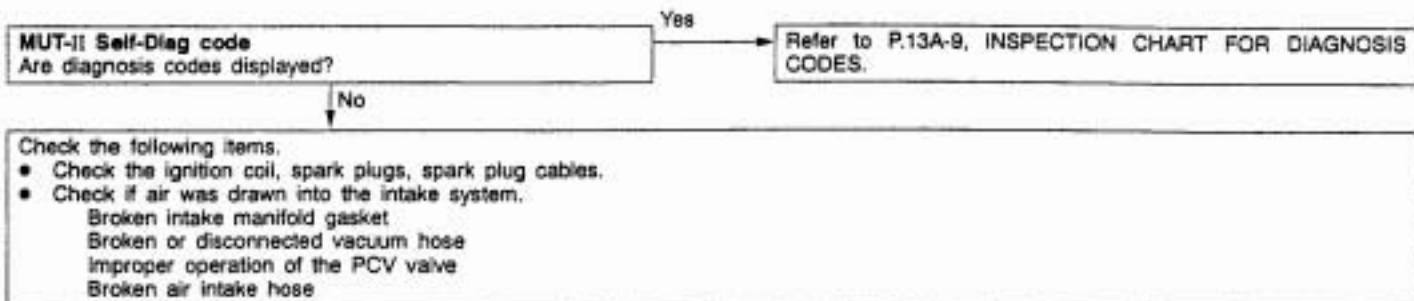 Yes
MUT-II Self-Diag code
Are diagnosis codes displayed?
Refer to P.13A-9, INSPECTION CHART FOR DIAGNOSIS
CODES.
No
Check the following items.
• Check the ignition coil, spark plugs, spark plug cables.
• Check if air was drawn into the intake system.
Broken intake manifold gasket
Broken or disconnected vacuum hose
Improper operation of the PCV valve
Broken air intake hose